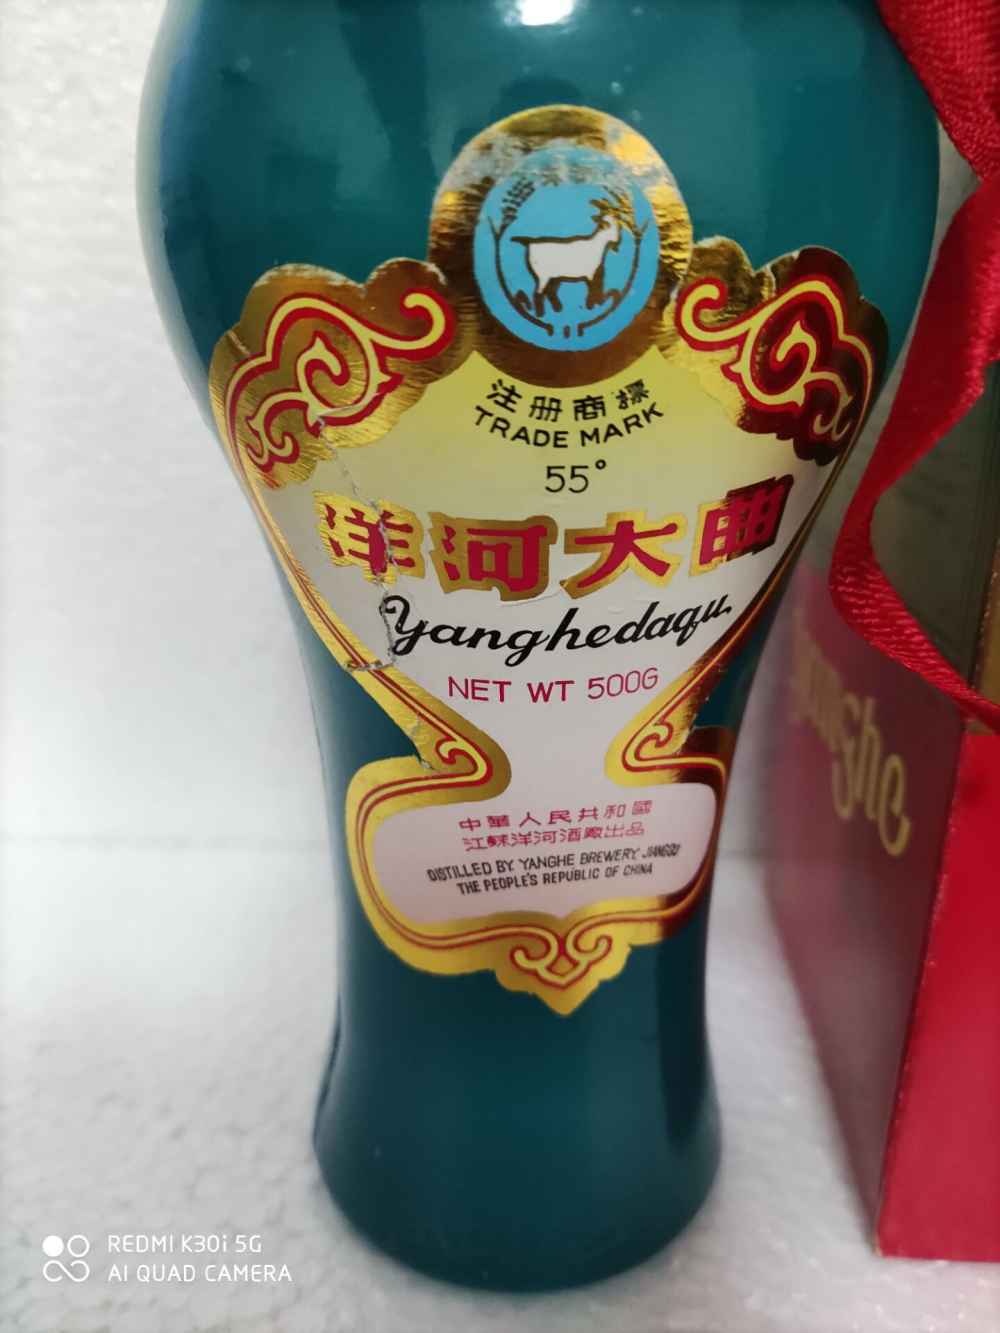 注册商標
TRADE MARK
55°
洋河大曲
Yanghedaqu
NET WT 500G
中華人民共和國
江蘇洋河酒廠出品
DISTILLED BY YANGHE BREWERY JIANGSU
THE PEOPLE'S REPUBLIC OF CHINA
REDMI K30i 5G
AI QUAD CAMERA